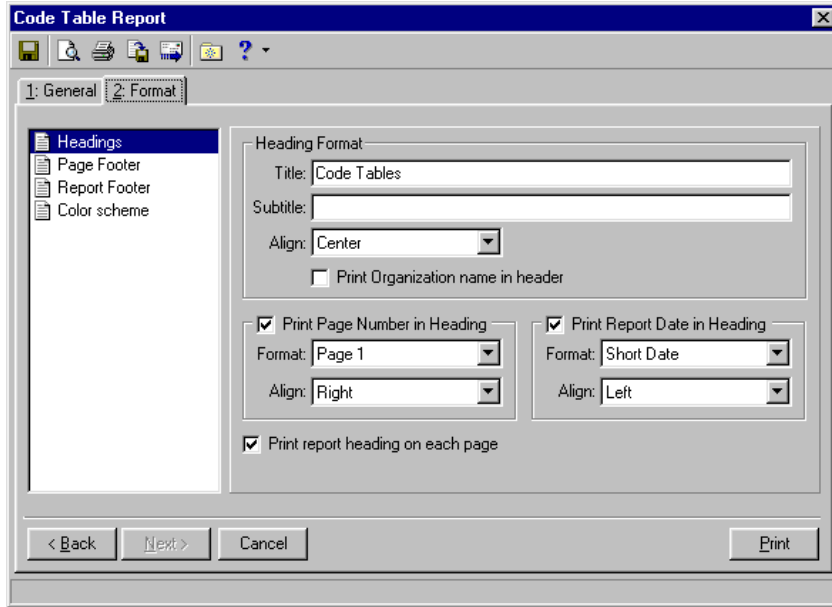 Code Table Report
1: General 2: Format
Headings
Page Footer
Report Footer
Color scheme
Heading Format
Title: Code Tables
Subtitle:
Align: Center
Print Organization name in header
Print Page Number in Heading
Format: Page 1
Align: Right
Print Report Date in Heading
Format: Short Date
Align: Left
Print report heading on each page
< Back Next > Cancel Print